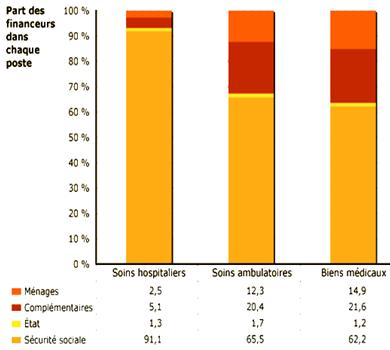 Part des
financeurs
dans
chaque
poste
100 %
90 %
80 %
70 %
60 %
50 %
40 %
30 %
20 %
10 %
0 %
Soins hospitaliers Soins ambulatoires Biens médicaux
Ménages 2,5 12,3 14,9
Complémentaires 5,1 20,4 21,6
État 1,3 1,7 1,2
Sécurité sociale 91,1 65,5 62,2